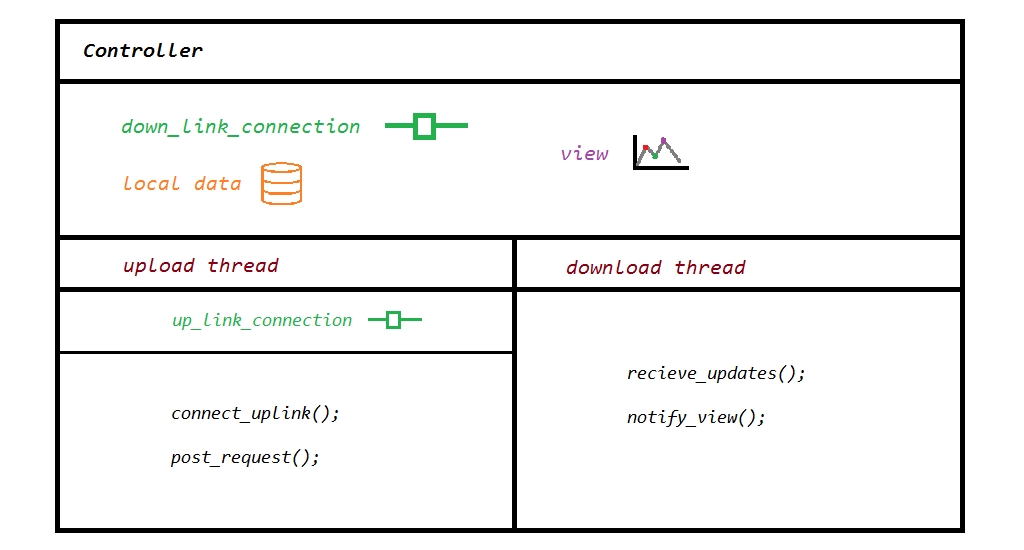 Controller
down_link_connection
local data
view
upload thread
download thread
up_link_connection
connect_uplink();
post_request();
recieve_updates();
notify_view();